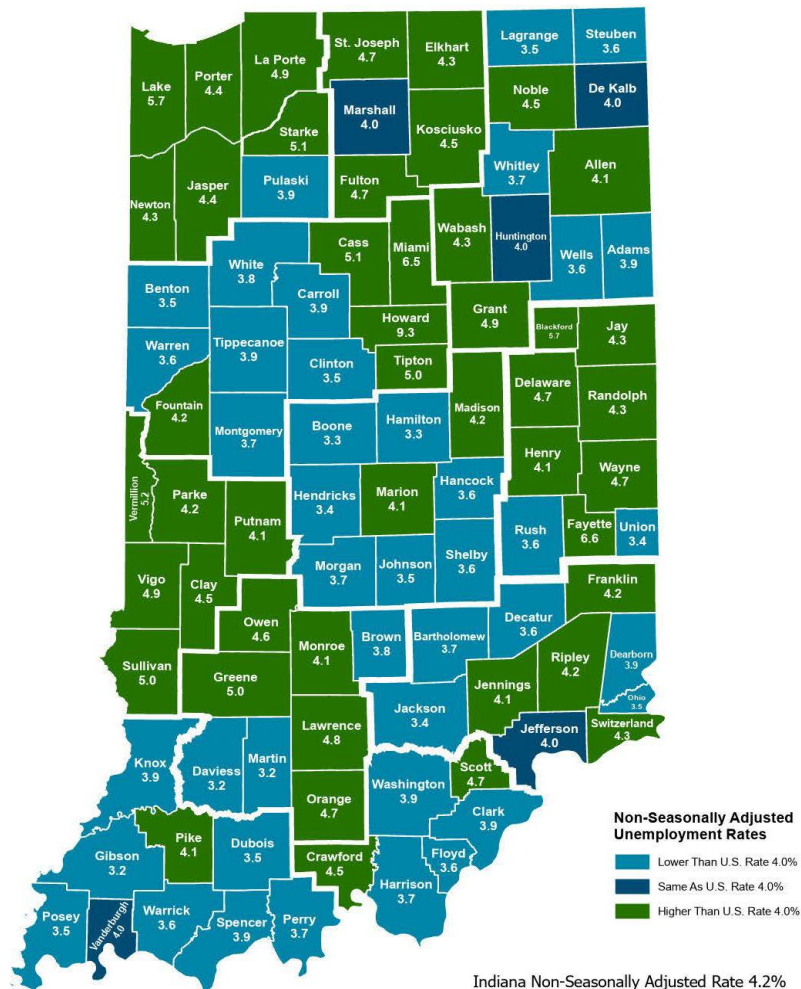 St. Joseph
4.7
Elkhart
4.3
Lagrange
3.5
Steuben
3.6
La Porte
4.9
Porter
4.4
Lake
5.7
Noble
4.5
De Kalb
4.0
Marshall
4.0
Kosciusko
4.5
Starke
5.1
Whitley
3.7
Allen
4.1
Pulaski
3.9
Fulton
4.7
Jasper
4.4
Newton
4.3
Wabash
4.3
Huntington
4.0
Cass
5.1
Miami
6.5
Wells
3.6
Adams
3.9
White
3.8
Benton
3.5
Carroll
3.9
Grant
4.9
Howard
9.3
Blackford
5.7
Jay
4.3
Warren
3.6
Tippecanoe
3.9
Clinton
3.5
Tipton
5.0
Delaware
4.7
Randolph
4.3
Fountain
4.2
Montgomery
3.7
Boone
3.3
Hamilton
3.3
Madison
4.2
Henry
4.1
Wayne
4.7
Vermillion
5.2
Parke
4.2
Putnam
4.1
Hendricks
3.4
Marion
4.1
Hancock
3.6
Rush
3.6
Fayette
6.6
Union
3.4
Vigo
4.9
Clay
4.5
Morgan
3.7
Johnson
3.5
Shelby
3.6
Franklin
4.2
Owen
4.6
Decatur
3.6
Sullivan
5.0
Greene
5.0
Monroe
4.1
Brown
3.8
Bartholomew
3.7
Ripley
4.2
Dearborn
3.9
Jennings
4.1
Ohio
3.5
Jackson
3.4
Lawrence
4.8
Jefferson
4.0
Switzerland
4.3
Knox
3.9
Daviess
3.2
Martin
3.2
Scott
4.7
Washington
3.9
Orange
4.7
Clark
3.9
Pike
4.1
Dubois
3.5
Gibson
3.2
Crawford
4.5
Floyd
3.6
Harrison
3.7
Posey
3.5
Vanderburgh
4.0
Warrick
3.6
Spencer
3.9
Perry
3.7
Non-Seasonally Adjusted
Unemployment Rates
Lower Than U.S. Rate 4.0%
Same As U.S. Rate 4.0%
Higher Than U.S. Rate 4.0%
Indiana Non-Seasonally Adjusted Rate 4.2%